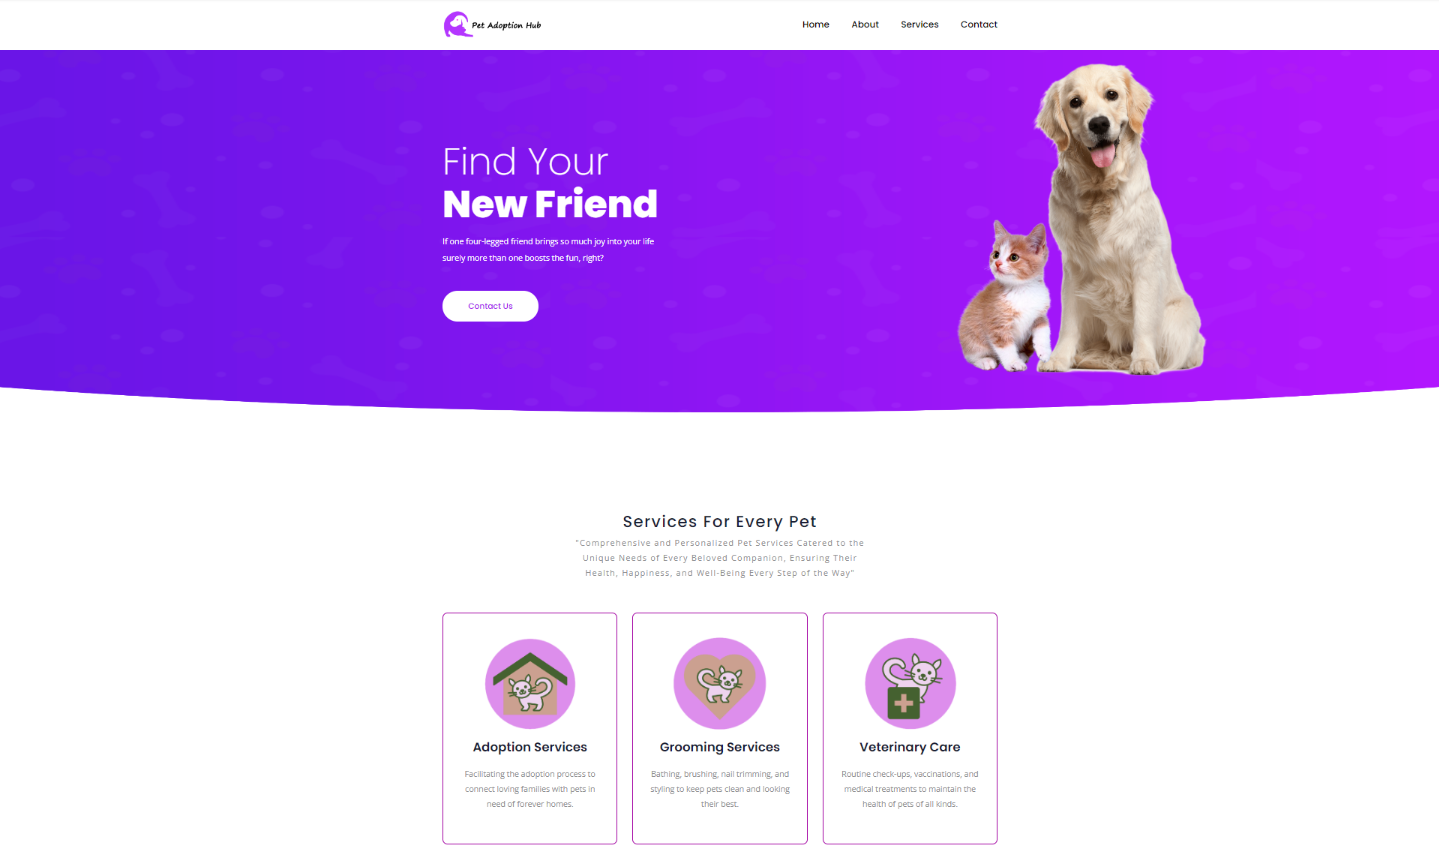 Pet Adoption Hub
Home About Services Contact
Find Your
New Friend
If one four-legged friend brings so much joy into your life
surely more than one boosts the fun, right?
Contact Us
Services For Every Pet
"Comprehensive and Personalized Pet Services Catered to the
Unique Needs of Every Beloved Companion, Ensuring Their
Health, Happiness, and Well-Being Every Step of the Way"
Adoption Services
Facilitating the adoption process to
connect loving families with pets in
need of forever homes.
Grooming Services
Bathing, brushing, nail trimming, and
styling to keep pets clean and looking
their best.
Veterinary Care
Routine check-ups, vaccinations, and
medical treatments to maintain the
health of pets of all kinds.